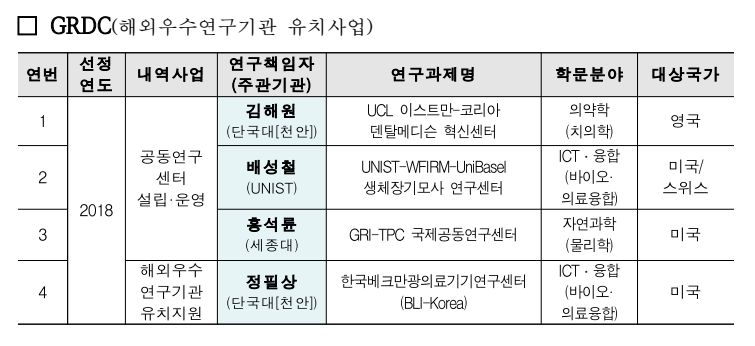 □ GRDC(해외우수연구기관 유치사업)
연번 선정연도 내역사업 연구책임자(주관기관) 연구과제명 학문분야 대상국가
1 2018 공동연구센터 설립·운영 김해원(단국대[천안]) UCL 이스트만-코리아 덴탈메디슨 혁신센터 의약학(치의학) 영국
2 배성철(UNIST) UNIST-WFIRM-UniBasel 생체장기모사 연구센터 ICT·융합(바이오·의료융합) 미국/스위스
3 홍석륜(세종대) GRI-TPC 국제공동연구센터 자연과학(물리학) 미국
4 해외우수연구기관 유치지원 정필상(단국대[천안]) 한국베크만광의료기기연구센터(BLI-Korea) ICT·융합(바이오·의료융합) 미국